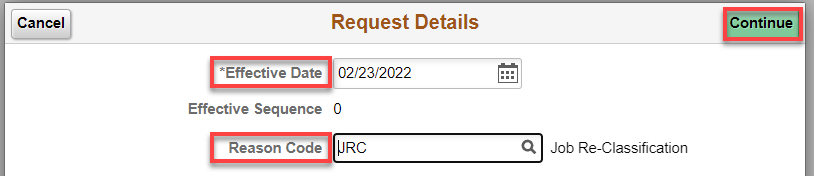 Cancel Request Details Continue
*Effective Date 02/23/2022
Effective Sequence 0
Reason Code JRC Job Re-Classification